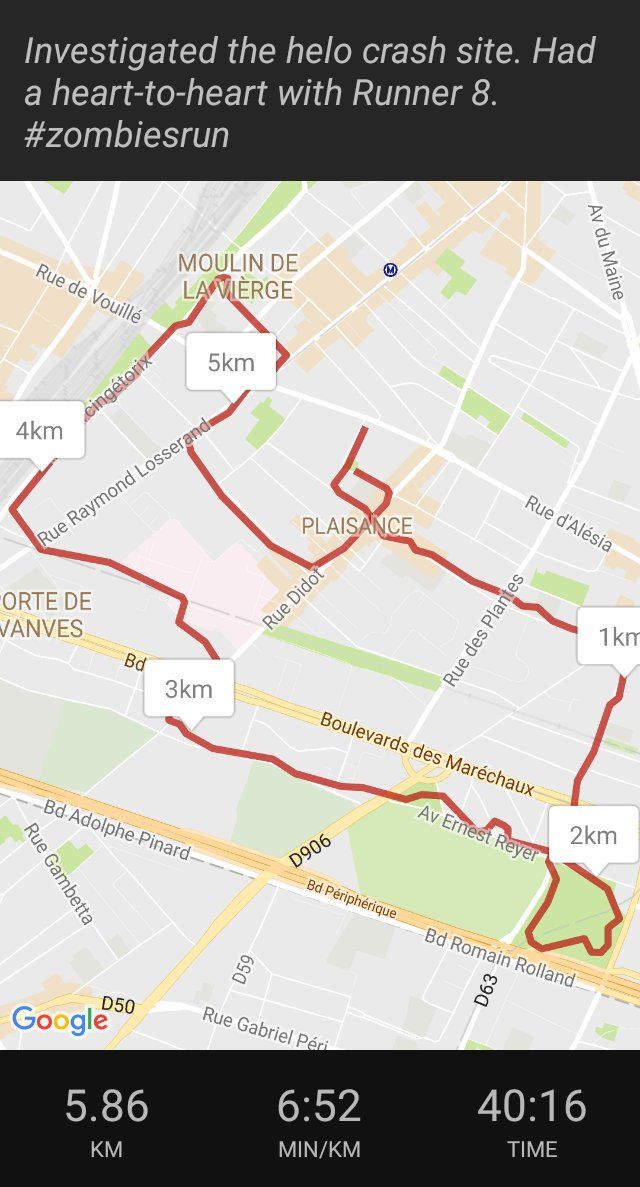 Investigated the helo crash site. Had
a heart-to-heart with Runner 8.
#zombiesrun
Av du Maine
M
MOULIN DE
LA VIERGE
Rue de Vouillé
5km
cingétorix
4km
Rue Raymond Losserand
PLAISANCE
Rue d'Alésia
Rue Didot
Rue des Plantes
PORTE DE
VANVES
1km
Bd
3km
Boulevards des Maréchaux
Av Ernest Reyer
2km
Bd Adolphe Pinard
D906
Rue Gambetta
Bd Périphérique
Bd Romain Rolland
D59
D63
D50
Google
Rue Gabriel Péri
5.86
6:52
40:16
KM
MIN/KM
TIME